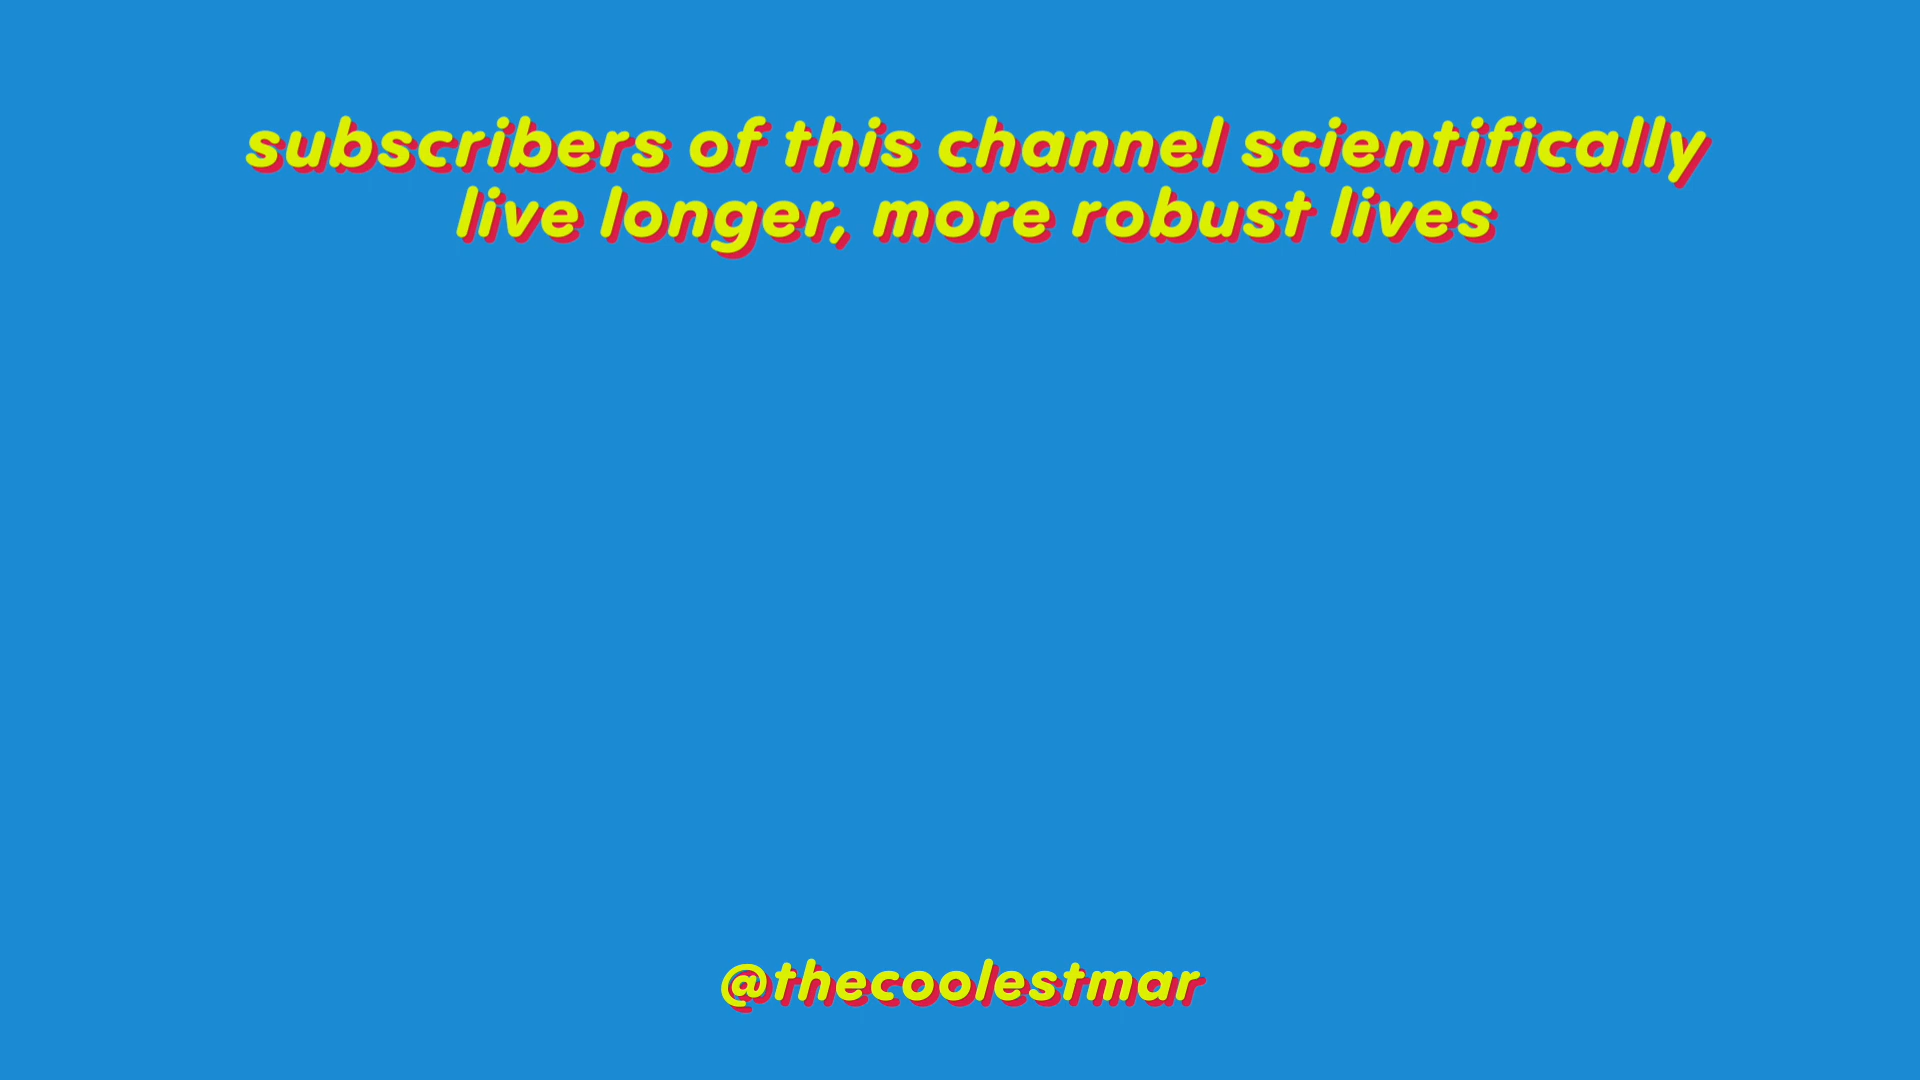 subscribers of this channel scientifically
live longer, more robust lives
@thecoolestmar